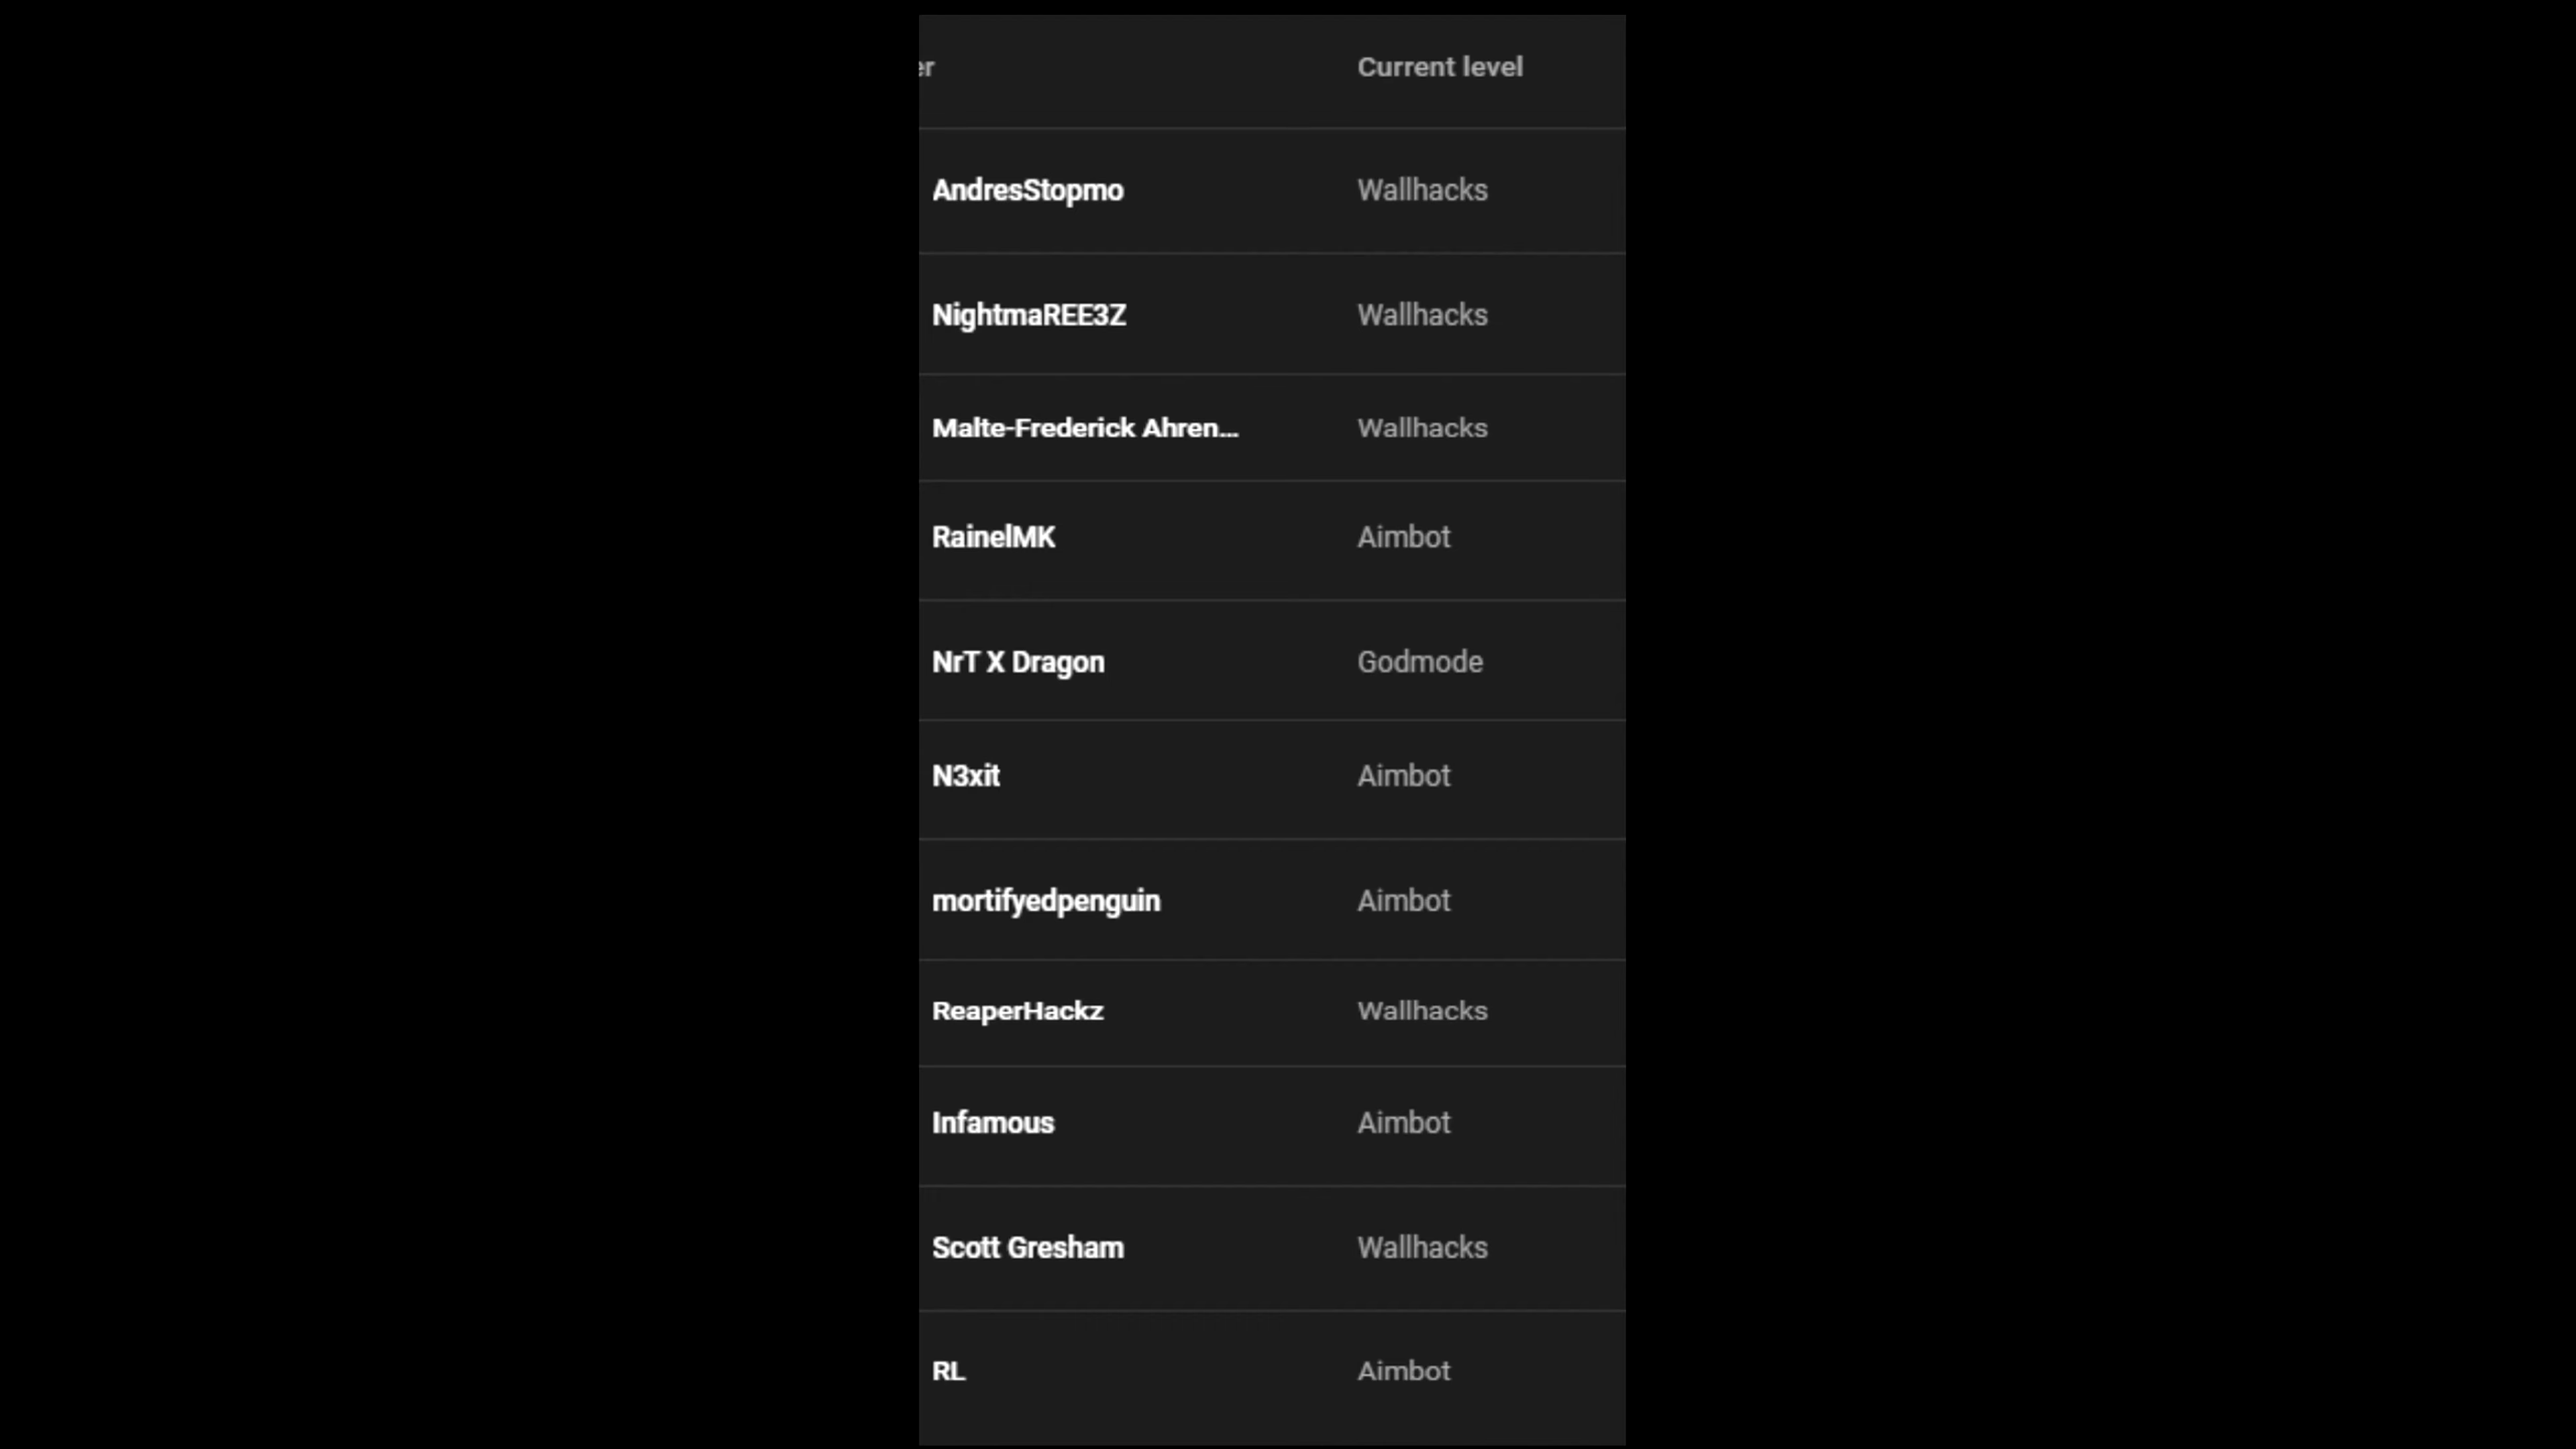 er Current level
AndresStopmo Wallhacks
NightmaREE3Z Wallhacks
Malte-Frederick Ahren... Wallhacks
RainelMK Aimbot
NrT X Dragon Godmode
N3xit Aimbot
mortifyedpenguin Aimbot
ReaperHackz Wallhacks
Infamous Aimbot
Scott Gresham Wallhacks
RL Aimbot